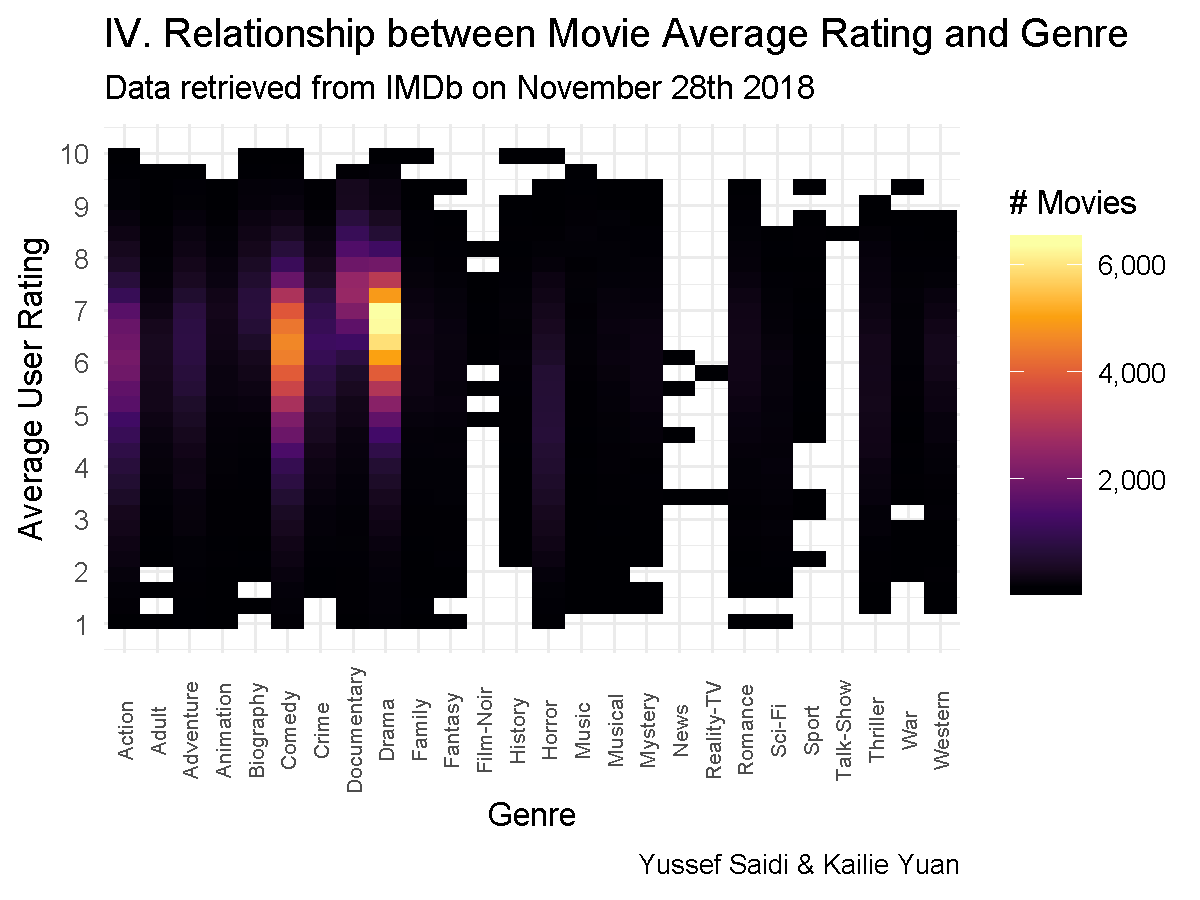 IV. Relationship between Movie Average Rating and Genre
Data retrieved from IMDb on November 28th 2018
Average User Rating
10
9
8
7
6
5
4
3
2
1
Action
Adult
Adventure
Animation
Biography
Comedy
Crime
Documentary
Drama
Family
Fantasy
Film-Noir
History
Horror
Music
Musical
Mystery
News
Reality-TV
Romance
Sci-Fi
Sport
Talk-Show
Thriller
War
Western
Genre
# Movies
6,000
4,000
2,000
Yussef Saidi & Kailie Yuan